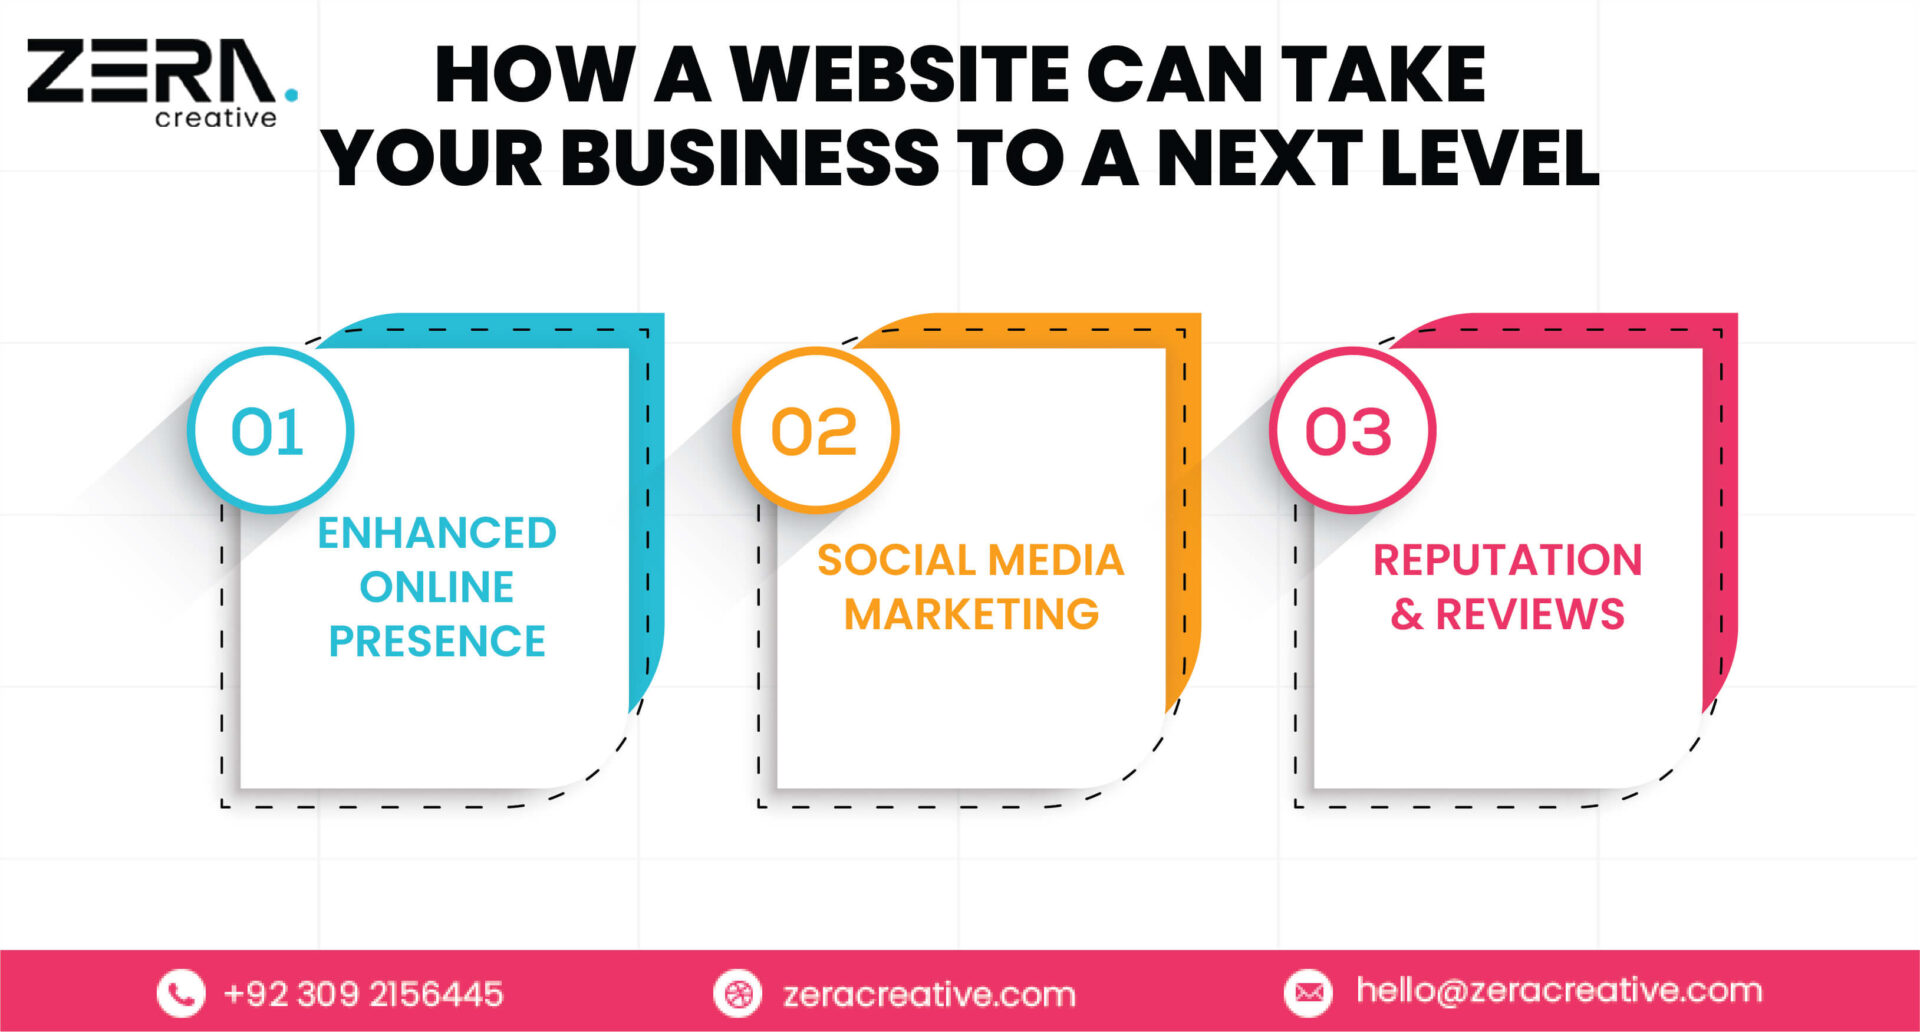 ZERA.
creative
HOW A WEBSITE CAN TAKE
YOUR BUSINESS TO A NEXT LEVEL
01
ENHANCED
ONLINE
PRESENCE
02
SOCIAL MEDIA
MARKETING
03
REPUTATION
& REVIEWS
+92 309 2156445
zeracreative.com
hello@zeracreative.com